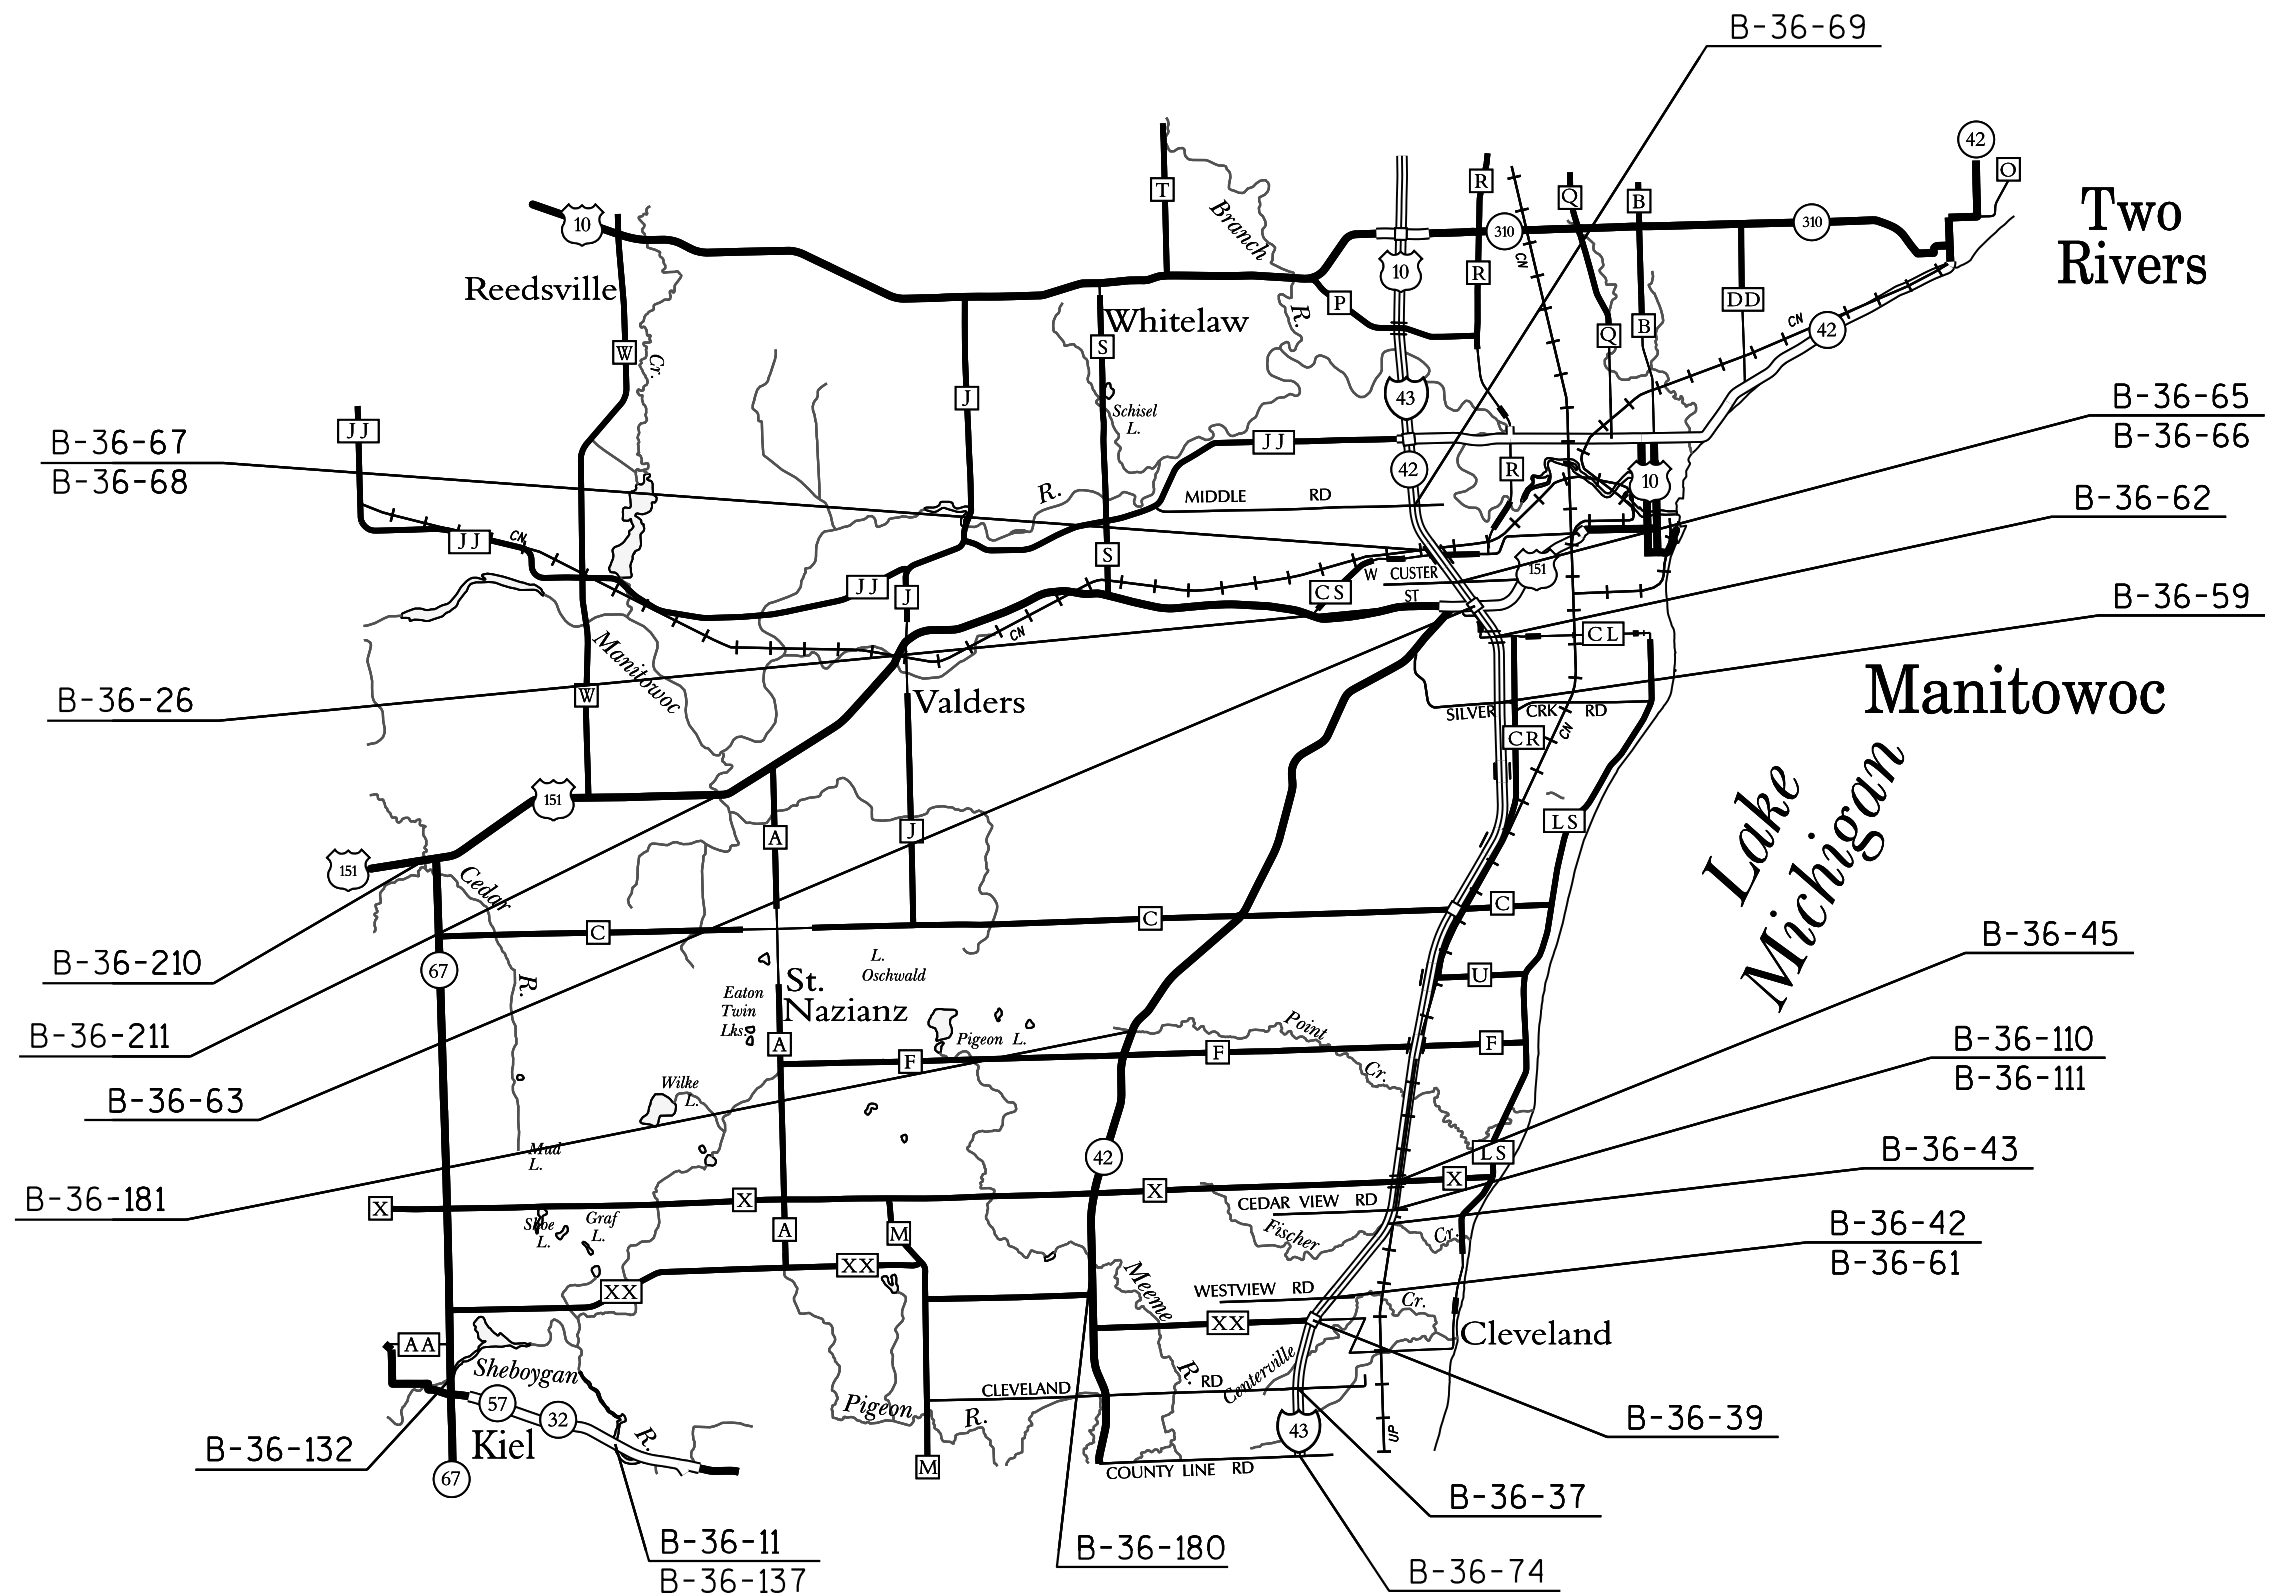 B-36-69
42
O
Two
Rivers
T
Branch
R
Q
B
310
310
10
10
R
CN
Reedsville
P
R.
DD
Whitelaw
B
Q
CN
42
W
Cr.
S
J
43
Schisel
L.
B-36-65
B-36-66
B-36-67
B-36-68
JJ
JJ
42
R
10
R.
MIDDLE RD
B-36-62
JJ
CN
S
W CUSTER
ST
151
JJ
J
CS
B-36-59
CN
CL
Manitowoc
R.
B-36-26
W
Valders
SILVER CRK RD
CN
CR
Manitowoc
Lake
Michigan
151
LS
A
J
151
Cedar
R.
C
C
C
B-36-210
67
L.
Oschwald
St.
Nazianz
U
B-36-45
Eaton
Twin
Lks.
B-36-211
A
Pigeon L.
Point
Cr.
F
F
F
B-36-110
B-36-111
B-36-63
Wilke
L.
Mud
L.
42
LS
B-36-43
B-36-181
X
X
X
X
CEDAR VIEW RD
Shoe
L.
Graf
L.
A
M
Fischer
Cr.
B-36-42
B-36-61
XX
XX
Meeme
R.
WESTVIEW RD
Cr.
XX
Cleveland
AA
Sheboygan
R.
Centerville
CLEVELAND RD
57
32
Pigeon
R.
B-36-39
B-36-132
Kiel
43
UP
67
M
COUNTY LINE RD
B-36-37
B-36-11
B-36-137
B-36-180
B-36-74